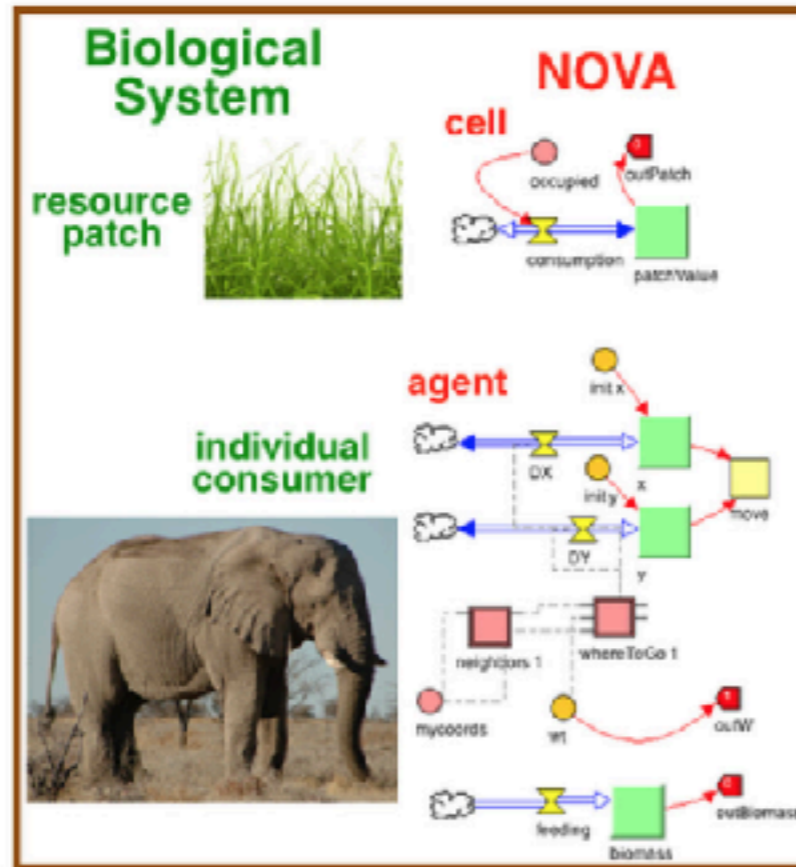 Biological
System
NOVA
cell
occupied
outPatch
resource
patch
consumption
patchValue
agent
init x
individual
consumer
DX
x
init y
move
DY
y
neighbors 1
whereToGo 1
mycoords
wt
outW
feeding
biomass
outBiomass